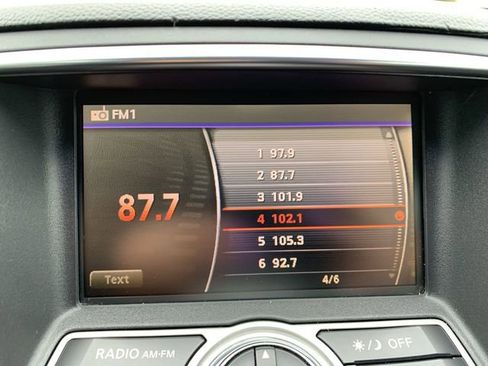 FM1
87.7
1 97.9
2 87.7
3 101.9
4 102.1
5 105.3
6 92.7
Text
4/6
RADIO AM•FM
OFF